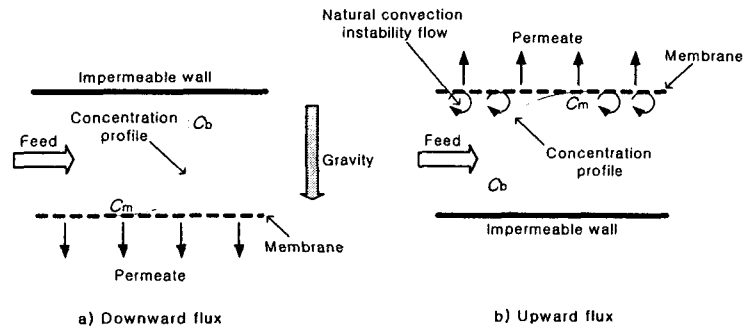 Natural convection
instability flow
Permeate
Membrane
Impermeable wall
Concentration
profile
Cb
Feed
Gravity
Cm
Membrane
Permeate
a) Downward flux
Cm
Feed
Concentration
profile
Cb
Impermeable wall
b) Upward flux